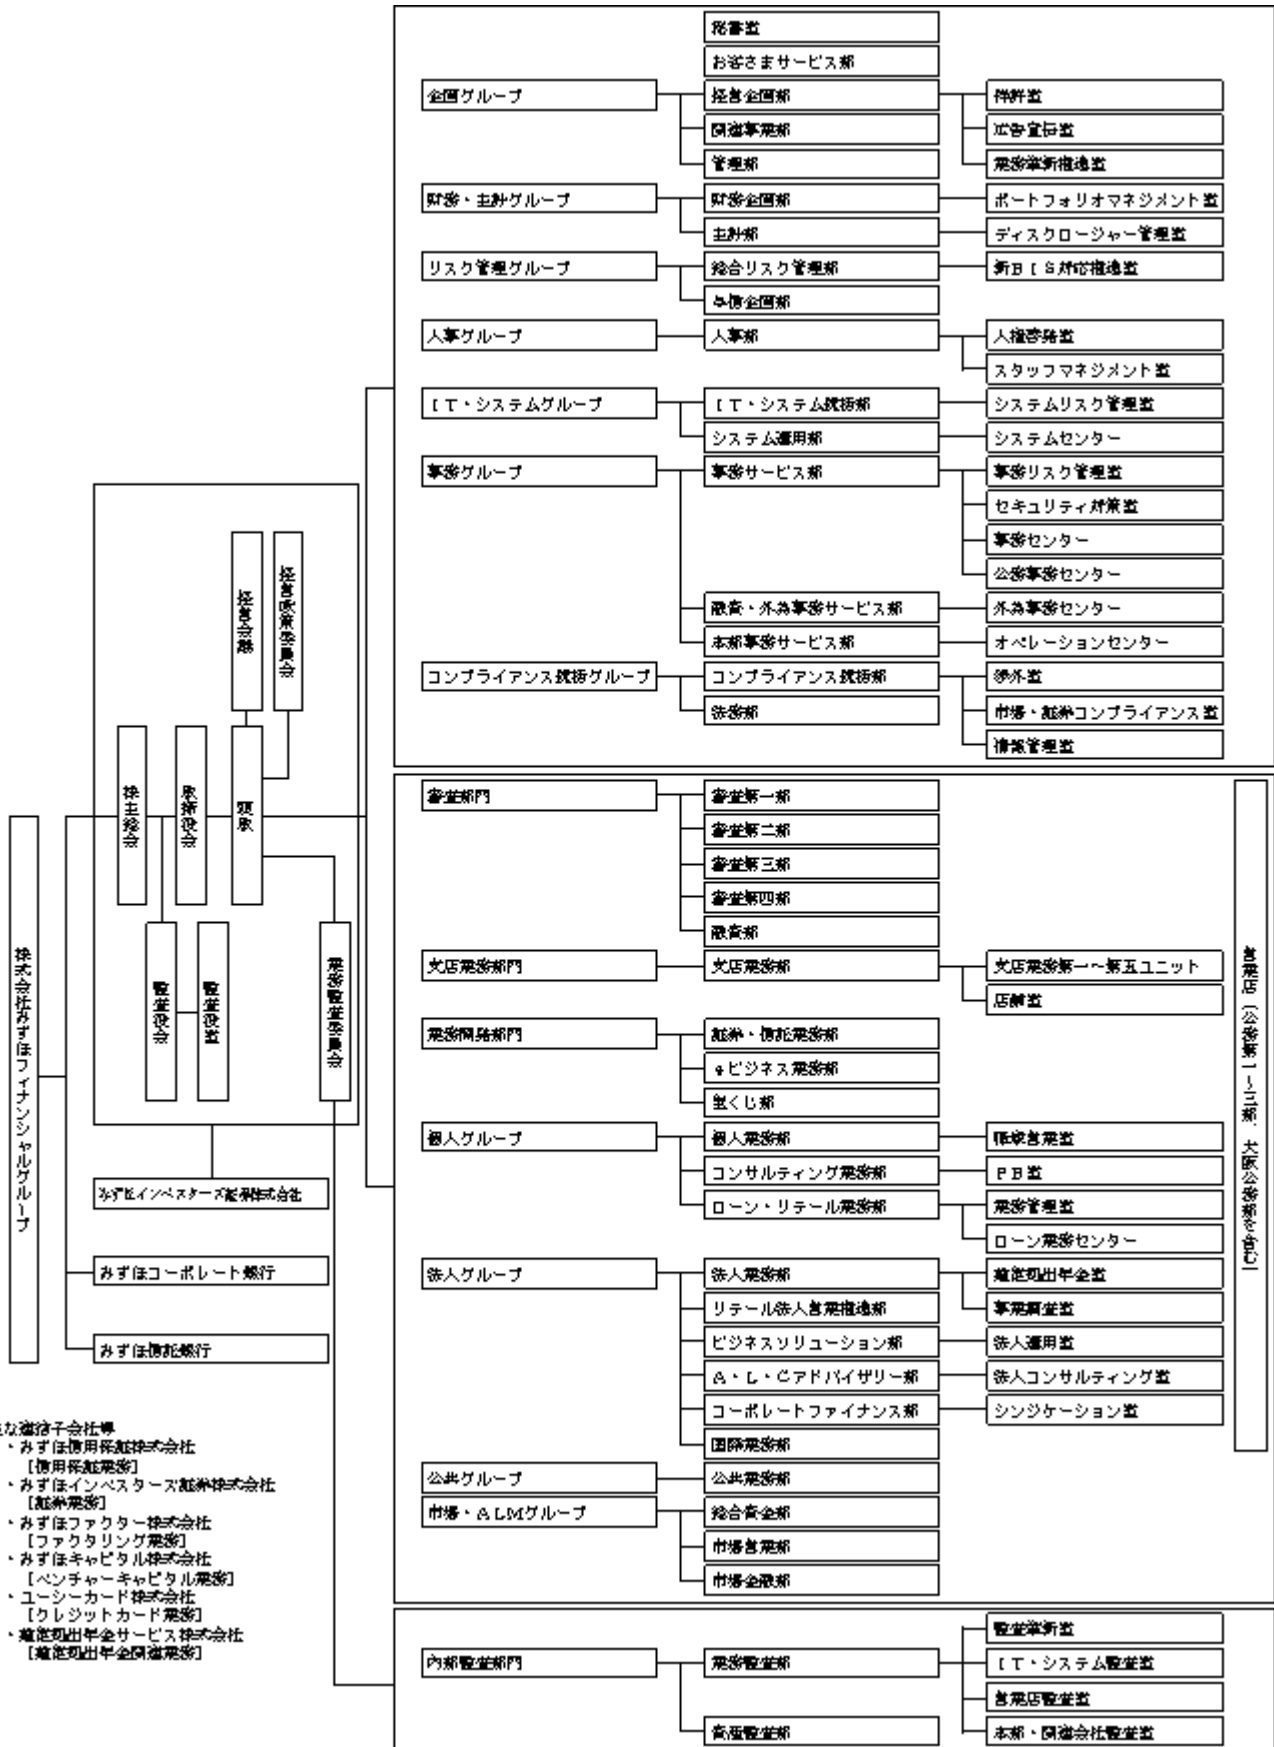 秘書室
お客さまサービス部
企画グループ
経営企画部
広告宣伝室
関連事業部
業務革新推進室
管理部
財務・主計グループ
財務企画部
ポートフォリオマネジメント室
主計部
ディスクロージャー管理室
リスク管理グループ
総合リスク管理部
新BIS対応推進室
与信企画部
人事グループ
人事部
人権啓発室
スタッフマネジメント室
IT・システムグループ
IT・システム統括部
システムリスク管理室
システム運用部
システムセンター
事務グループ
事務サービス部
事務リスク管理室
セキュリティ対策室
事務センター
公務事務センター
融資・外為事務サービス部
外為事務センター
本部事務サービス部
オペレーションセンター
コンプライアンス統括グループ
コンプライアンス統括部
渉外室
法務部
市場・証券コンプライアンス室
情報管理室
経営会議
経営政策委員会
株主総会
取締役会
頭取
監査役会
監査役室
業務監査委員会
株式会社みずほフィナンシャルグループ
みずほインベスターズ証券株式会社
みずほコーポレート銀行
みずほ信託銀行
審査部門
審査第一部
審査第二部
審査第三部
審査第四部
融資部
支店業務部門
支店業務部
支店業務第一〜第五ユニット
店舗室
業務開発部門
証券・信託業務部
eビジネス業務部
宝くじ部
個人グループ
個人業務部
職域営業室
コンサルティング業務部
PB室
ローン・リテール業務部
業務管理室
ローン業務センター
法人グループ
法人業務部
確定拠出年金室
リテール法人営業推進部
事業調査室
ビジネスソリューション部
法人運用室
A・L・Cアドバイザリー部
法人コンサルティング室
コーポレートファイナンス部
シンジケーション室
国際業務部
公共グループ
公共業務部
市場・ALMグループ
総合資金部
市場営業部
市場金融部
営業店(公務第一〜三部、大阪公務部を含む)
内部監査部門
業務監査部
監査革新室
IT・システム監査室
営業店監査室
資産監査部
本部・関連会社監査室
な連結子会社等
・みずほ信用保証株式会社
[信用保証業務]
・みずほインベスターズ証券株式会社
[証券業務]
・みずほファクター株式会社
[ファクタリング業務]
・みずほキャピタル株式会社
[ベンチャーキャピタル業務]
・ユーシーカード株式会社
[クレジットカード業務]
・確定拠出年金サービス株式会社
[確定拠出年金関連業務]